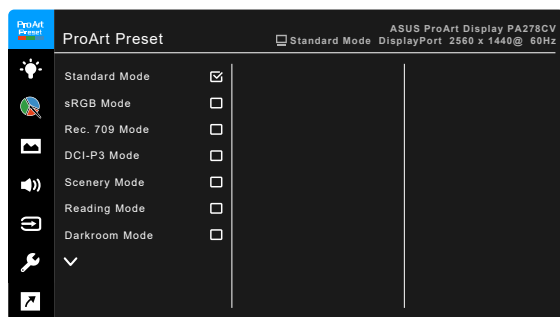 ProArt
Preset
ProArt Preset
ASUS ProArt Display PA278CV
Standard Mode DisplayPort 2560 x 1440@ 60Hz
Standard Mode
sRGB Mode
Rec. 709 Mode
DCI-P3 Mode
Scenery Mode
Reading Mode
Darkroom Mode